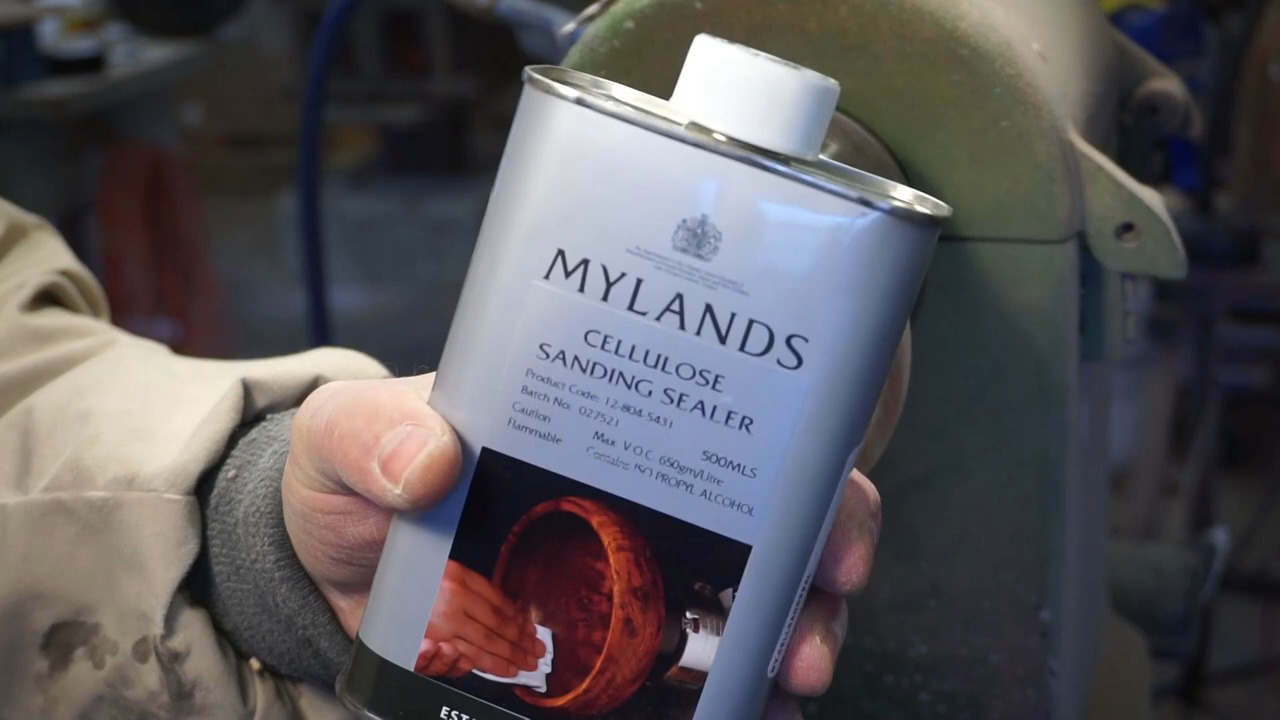 MYLANDS
CELLULOSE
SANDING SEALER
Product Code: 12-804-5431
Batch No: 027521
500MLS
Caution Max V O C 650gm/Litre
Flammable Contains: ISO PROPYL ALCOHOL
EST